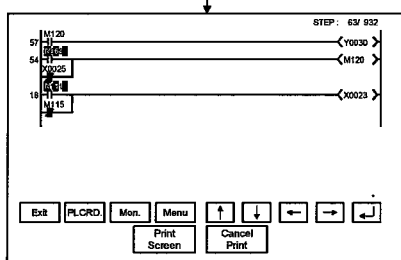 STEP: 63/ 932
M120
57 Y0030
54 M120
X0025
18 X0023
M115
Exit PLCRD. Mon. Menu ↑ ↓ ← → ↵
Print Screen Cancel Print